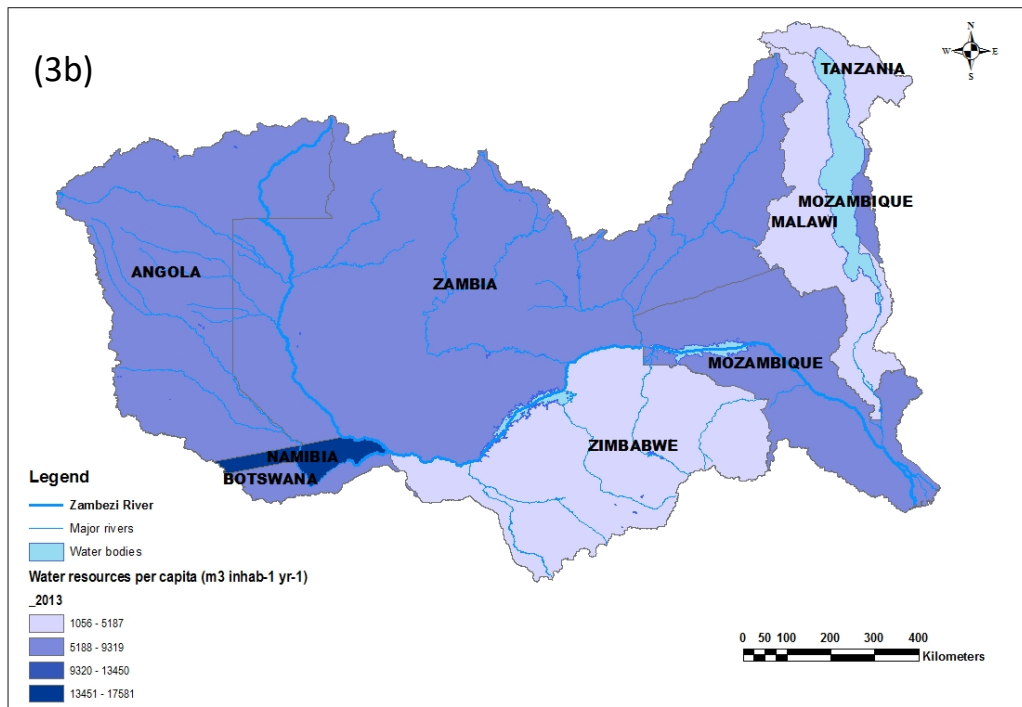 (3b)
N
W E
S
TANZANIA
MOZAMBIQUE
MALAWI
ANGOLA
ZAMBIA
MOZAMBIQUE
ZIMBABWE
NAMIBIA
BOTSWANA
Legend
Zambezi River
Major rivers
Water bodies
Water resources per capita (m3 inhab-1 yr-1)
_2013
1056 - 5187
5188 - 9319
9320 - 13450
13451 - 17581
0 50 100 200 300 400
Kilometers